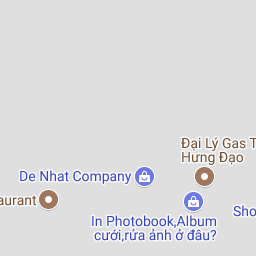 Đại Lý Gas T
Hưng Đạo
De Nhat Company
aurant
In Photobook,Album
cưới,rửa ảnh ở đâu?
Sho